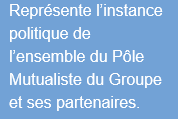 Représente l’instance
politique de
l’ensemble du Pôle
Mutualiste du Groupe
et ses partenaires.